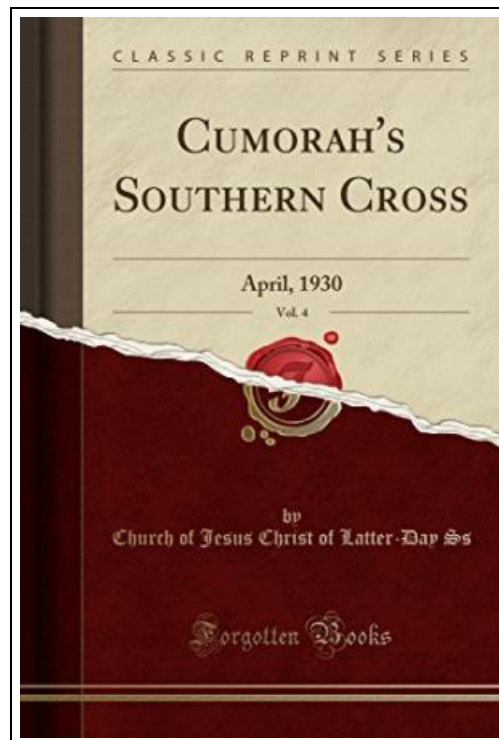 CLASSIC REPRINT SERIES
CUMORAH'S
SOUTHERN CROSS
April, 1930
Vol. 4
by
Church of Jesus Christ of Latter-Day Ss
Forgotten Books